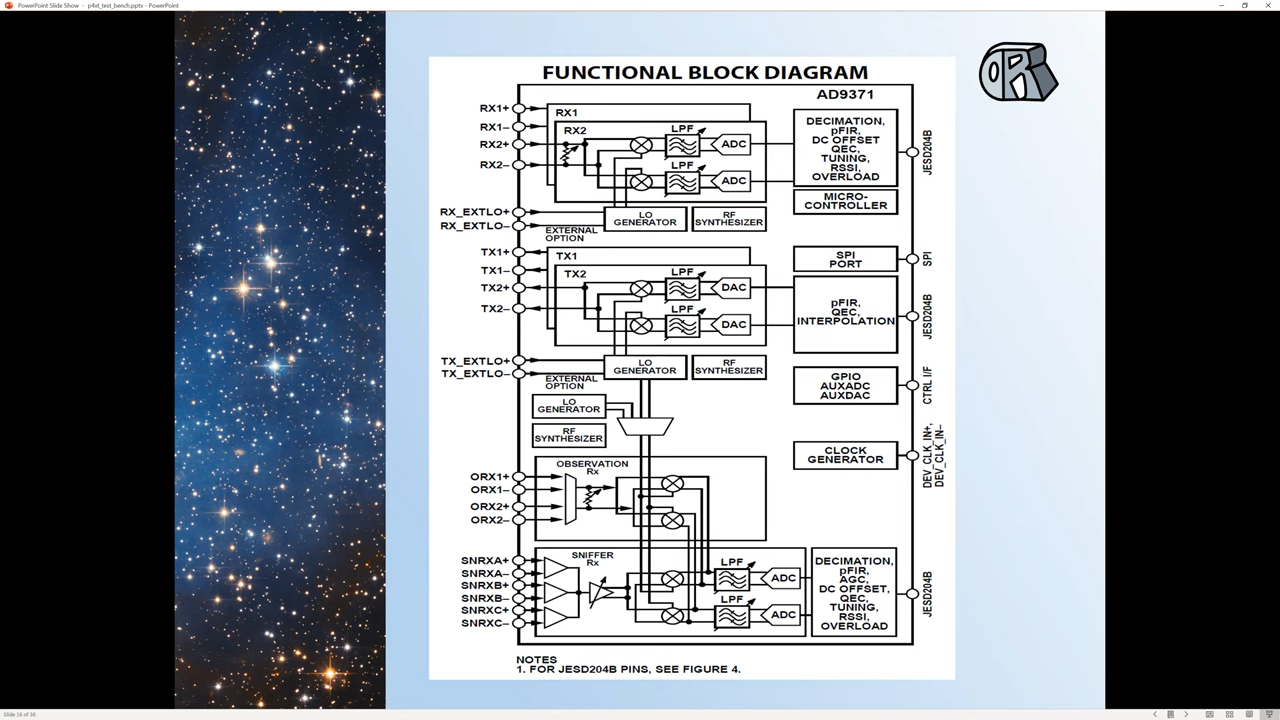 PowerPoint Slide Show - p4st_test_bench.pptx - PowerPoint
FUNCTIONAL BLOCK DIAGRAM
AD9371
RX1+
RX1–
RX2+
RX2–
RX1
RX2
LPF
ADC
LPF
ADC
DECIMATION,
pFIR,
DC OFFSET
QEC,
TUNING,
RSSI,
OVERLOAD
JESD204B
MICRO-
CONTROLLER
RX_EXTLO+
RX_EXTLO–
EXTERNAL
OPTION
LO
GENERATOR
RF
SYNTHESIZER
TX1+
TX1–
TX2+
TX2–
TX1
TX2
LPF
DAC
LPF
DAC
SPI
PORT
SPI
pFIR,
QEC,
INTERPOLATION
JESD204B
TX_EXTLO+
TX_EXTLO–
EXTERNAL
OPTION
LO
GENERATOR
RF
SYNTHESIZER
GPIO
AUXADC
AUXDAC
CTRL I/F
LO
GENERATOR
RF
SYNTHESIZER
CLOCK
GENERATOR
DEV_CLK_IN+,
DEV_CLK_IN–
ORX1+
ORX1–
ORX2+
ORX2–
OBSERVATION
Rx
SNRXA+
SNRXA–
SNRXB+
SNRXB–
SNRXC+
SNRXC–
SNIFFER
Rx
LPF
ADC
LPF
ADC
DECIMATION,
pFIR,
AGC,
DC OFFSET,
QEC,
TUNING,
RSSI,
OVERLOAD
JESD204B
NOTES
1. FOR JESD204B PINS, SEE FIGURE 4.
Slide 16 of 36